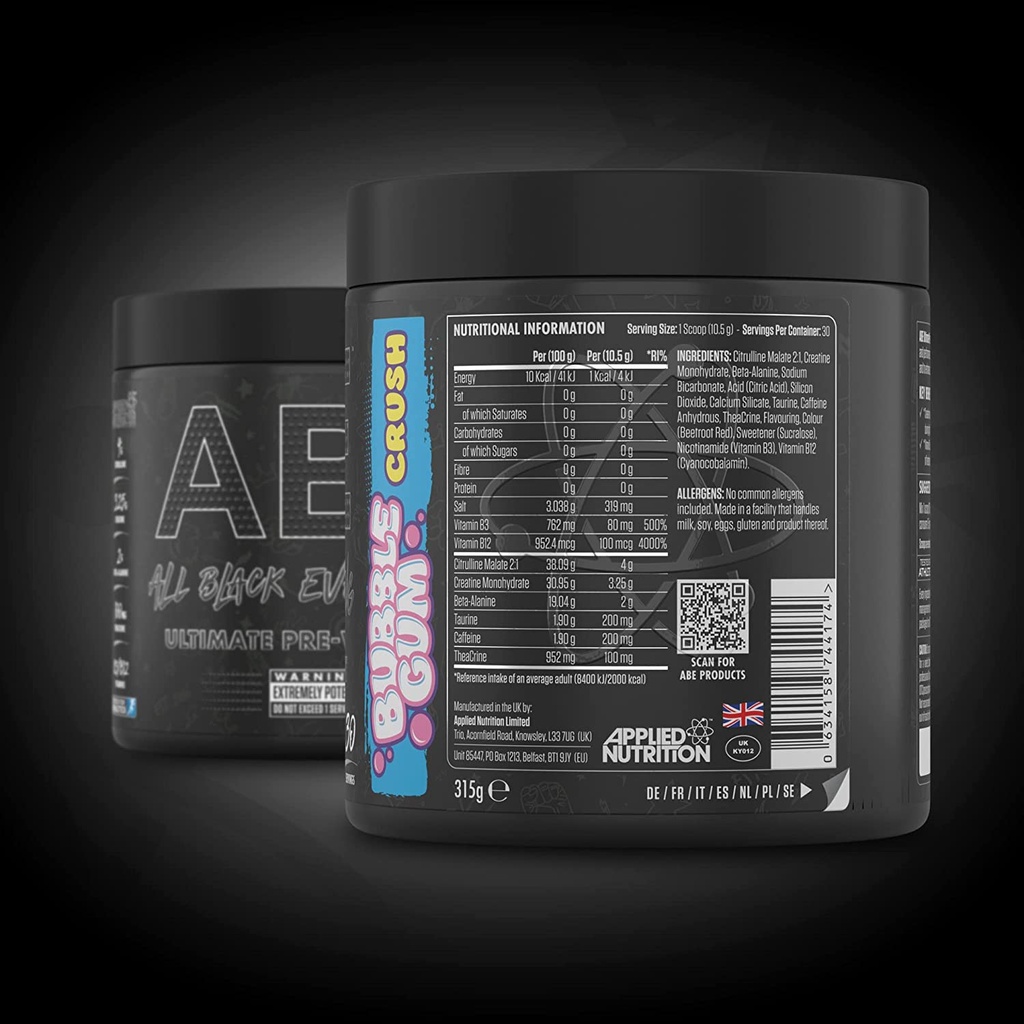 AB
ALL BLACK EV
ULTIMATE PRE-
WARNIN
EXTREMELY POTE
DO NOT EXCEED 1 SERV
30
BUBBLE
GUM
CRUSH
NUTRITIONAL INFORMATION Serving Size: 1 Scoop (10.5 g) - Servings Per Container: 30
Per (100 g) Per (10.5 g) *RI%
Energy 10 Kcal / 41 kJ 1 Kcal / 4 kJ
Fat 0 g 0 g
of which Saturates 0 g 0 g
Carbohydrates 0 g 0 g
of which Sugars 0 g 0 g
Fibre 0 g 0 g
Protein 0 g 0 g
Salt 3.038 g 319 mg
Vitamin B3 762 mg 80 mg 500%
Vitamin B12 952.4 mcg 100 mcg 4000%
Citrulline Malate 2:1 38.09 g 4 g
Creatine Monohydrate 30.95 g 3.25 g
Beta-Alanine 19.04 g 2 g
Taurine 1.90 g 200 mg
Caffeine 1.90 g 200 mg
TheaCrine 952 mg 100 mg
*Reference intake of an average adult (8400 kJ/2000 kcal)
INGREDIENTS: Citrulline Malate 2:1, Creatine
Monohydrate, Beta-Alanine, Sodium
Bicarbonate, Acid (Citric Acid), Silicon
Dioxide, Calcium Silicate, Taurine, Caffeine
Anhydrous, TheaCrine, Flavouring, Colour
(Beetroot Red), Sweetener (Sucralose),
Nicotinamide (Vitamin B3), Vitamin B12
(Cyanocobalamin).
ALLERGENS: No common allergens
included. Made in a facility that handles
milk, soy, eggs, gluten and product thereof.
SCAN FOR
ABE PRODUCTS
Manufactured in the UK by:
Applied Nutrition Limited
Trio, Acornfield Road, Knowsley, L33 7UG (UK)
Unit 85447, PO Box 1213, Belfast, BT1 9JY (EU)
APPLIED
NUTRITION
UK
KY012
0 634158 744174 >
315g e
DE / FR / IT / ES / NL / PL / SE